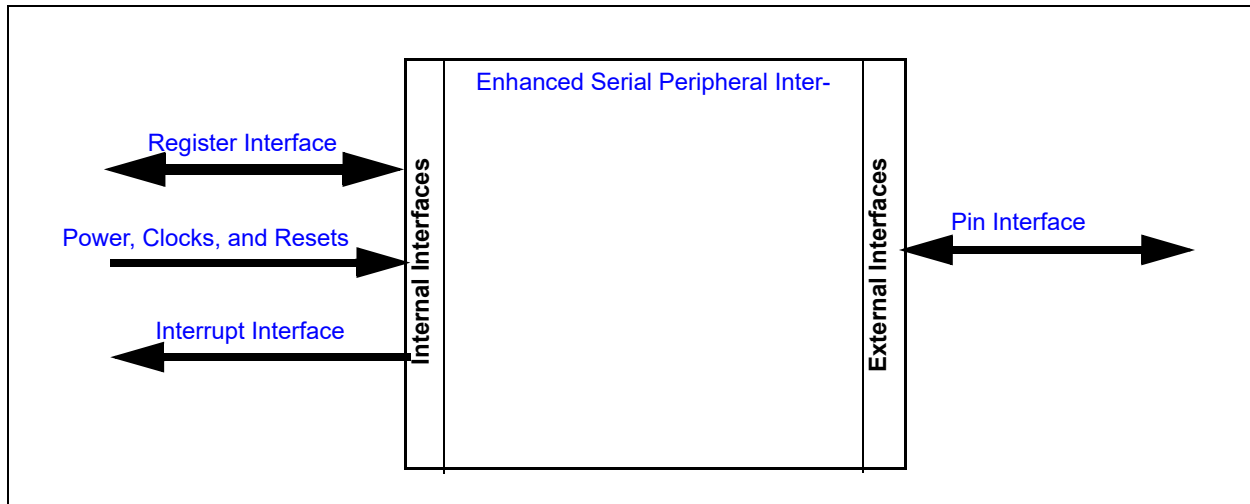 Enhanced Serial Peripheral Inter-
Register Interface
Power, Clocks, and Resets
Interrupt Interface
Internal Interfaces
External Interfaces
Pin Interface